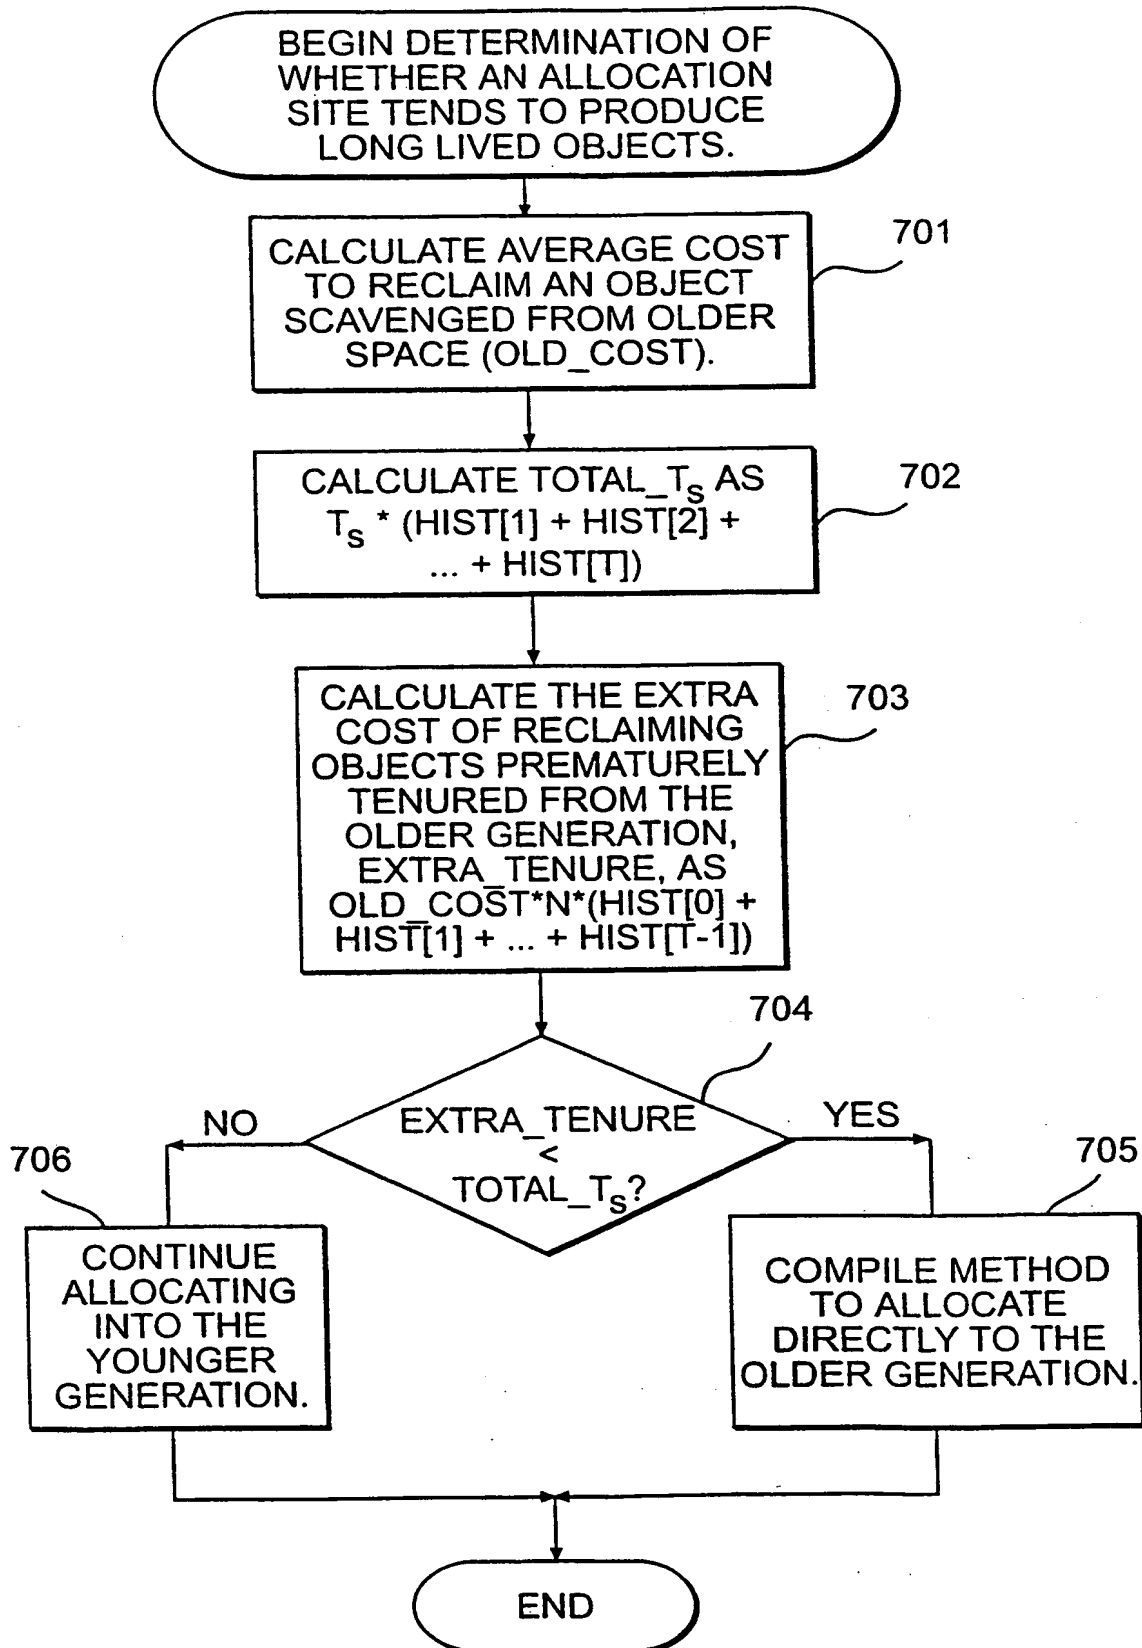 BEGIN DETERMINATION OF
WHETHER AN ALLOCATION
SITE TENDS TO PRODUCE
LONG LIVED OBJECTS.
701
CALCULATE AVERAGE COST
TO RECLAIM AN OBJECT
SCAVENGED FROM OLDER
SPACE (OLD_COST).
702
CALCULATE TOTAL_TS AS
TS * (HIST[1] + HIST[2] +
... + HIST[T])
703
CALCULATE THE EXTRA
COST OF RECLAIMING
OBJECTS PREMATURELY
TENURED FROM THE
OLDER GENERATION,
EXTRA_TENURE, AS
OLD_COST*N*(HIST[0] +
HIST[1] + ... + HIST[T-1])
704
EXTRA_TENURE
<
TOTAL_TS?
NO
YES
706
CONTINUE
ALLOCATING
INTO THE
YOUNGER
GENERATION.
705
COMPILE METHOD
TO ALLOCATE
DIRECTLY TO THE
OLDER GENERATION.
END